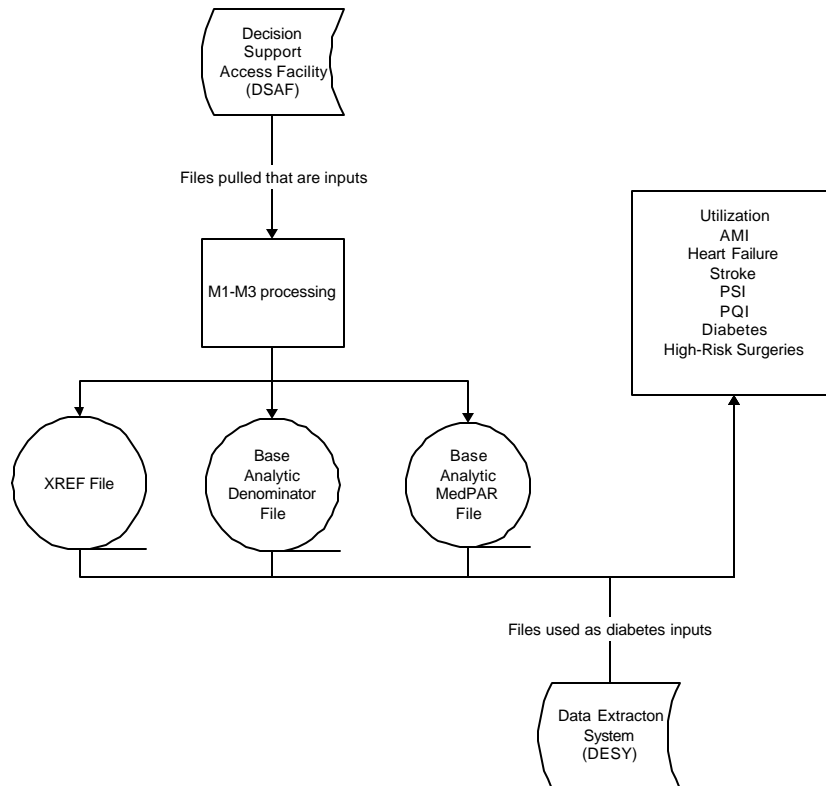 Decision
Support
Access Facility
(DSAF)
Files pulled that are inputs
M1-M3 processing
Utilization
AMI
Heart Failure
Stroke
PSI
PQI
Diabetes
High-Risk Surgeries
XREF File
Base
Analytic
Denominator
File
Base
Analytic
MedPAR
File
Files used as diabetes inputs
Data Extracton
System
(DESY)